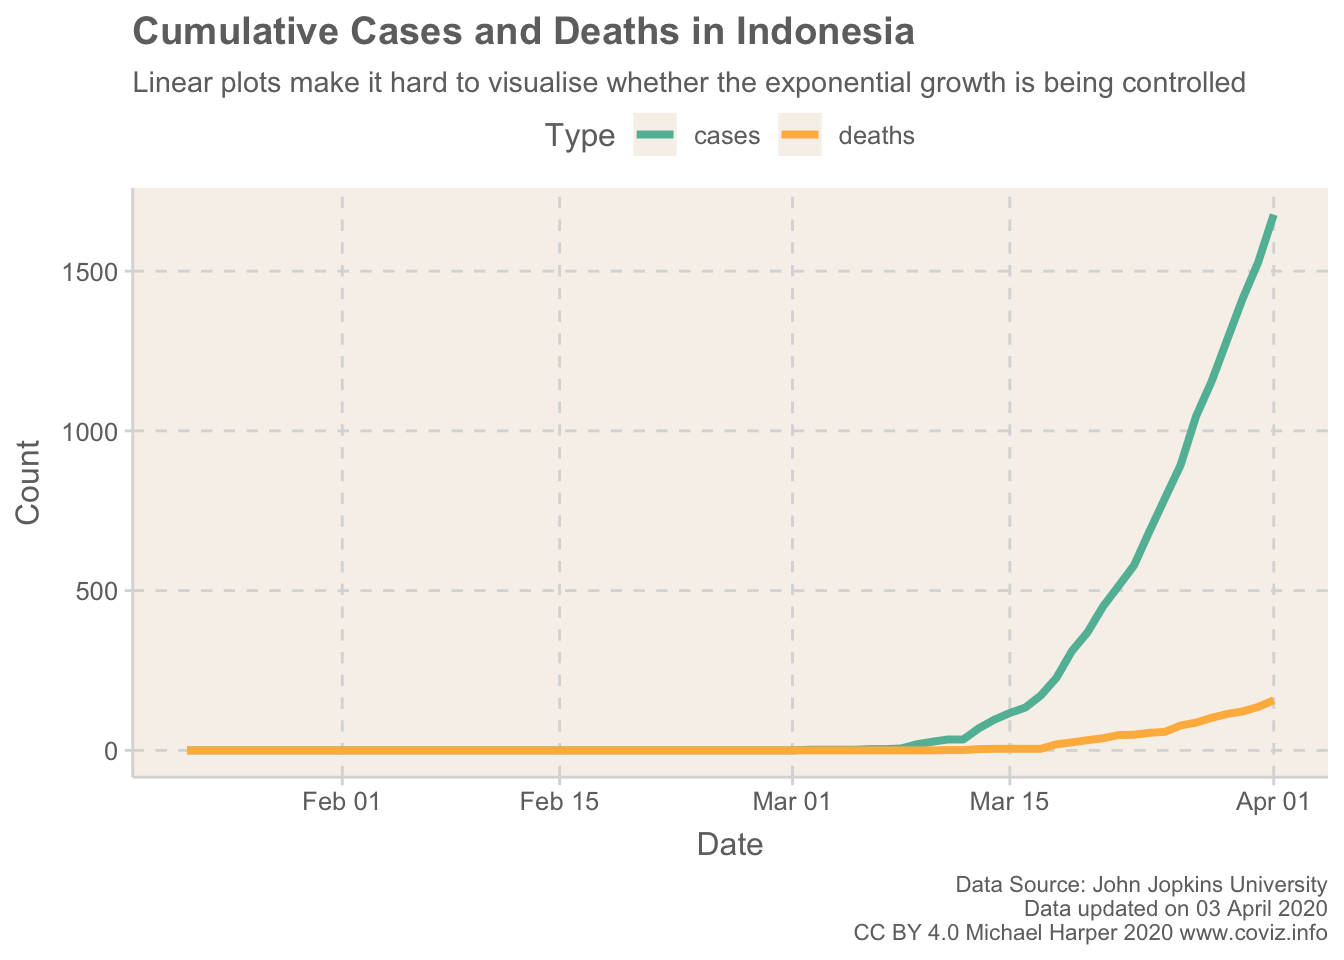 Cumulative Cases and Deaths in Indonesia
Linear plots make it hard to visualise whether the exponential growth is being controlled
Type cases deaths
1500
1000
500
0
Count
Feb 01 Feb 15 Mar 01 Mar 15 Apr 01
Date
Data Source: John Jopkins University
Data updated on 03 April 2020
CC BY 4.0 Michael Harper 2020 www.coviz.info